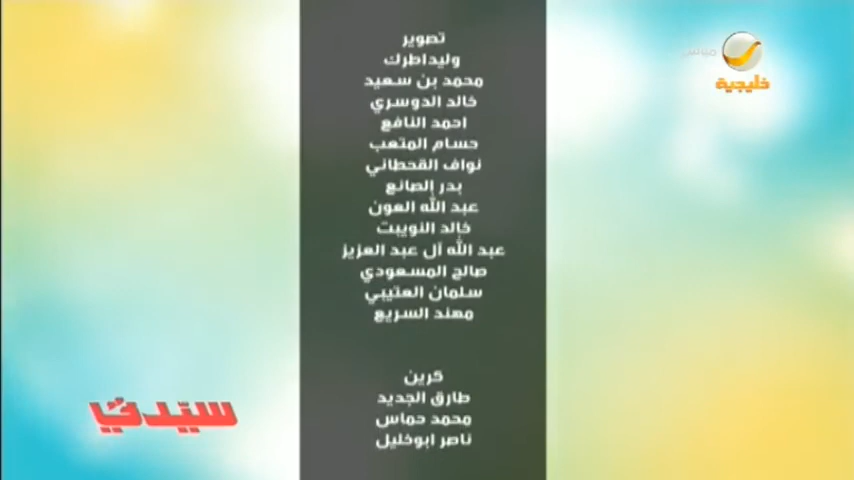 مباشر
خليجية
تصوير
وليداطرك
محمد بن سعيد
خالد الدوسري
احمد النافع
حسام المتعب
نواف القحطاني
بدر الصانع
عبد الله العون
خالد النويبت
عبد الله آل عبد العزيز
صالح المسعودي
سلمان العتيبي
مهند السريع
كرين
طارق الجديد
محمد حماس
ناصر ابوخليل
سيدتي